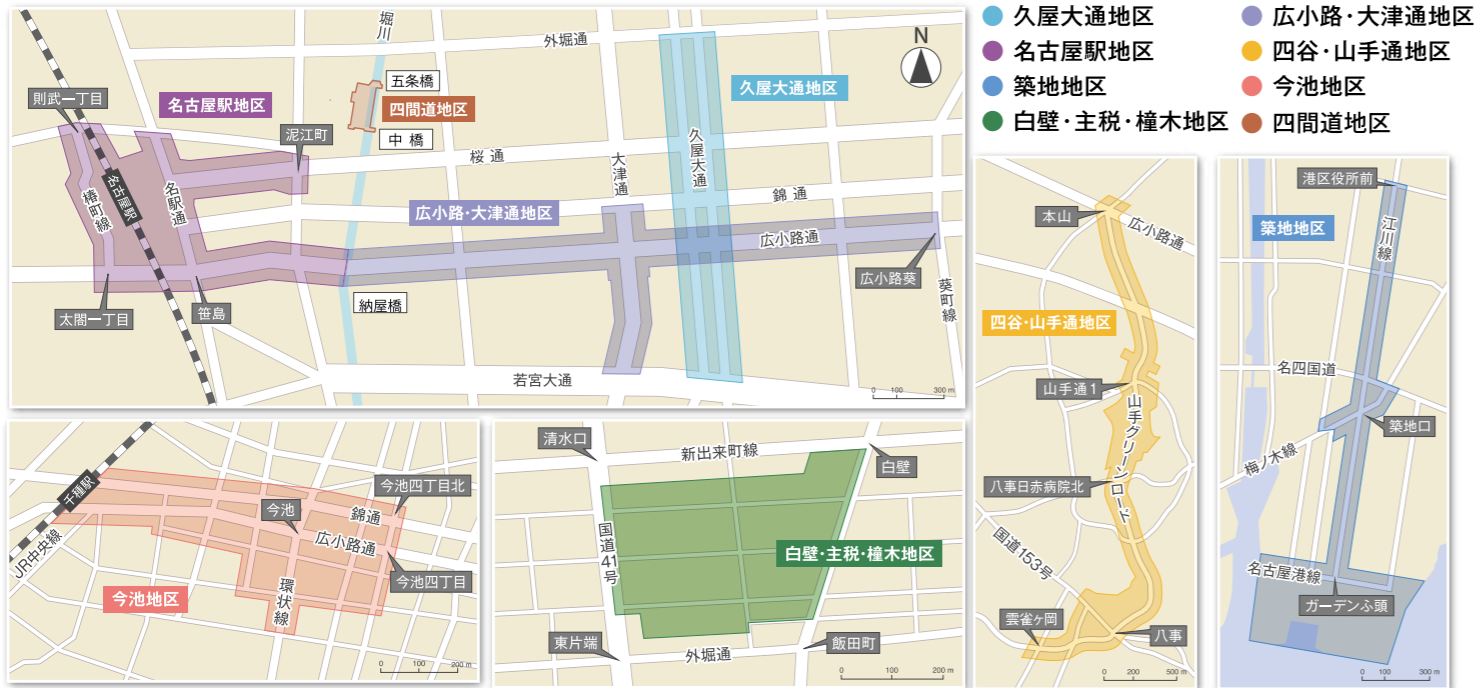 久屋大通地区
名古屋駅地区
築地地区
白壁・主税・橦木地区
広小路・大津通地区
四谷・山手通地区
今池地区
四間道地区
堀川
外堀通
N
五条橋
四間道地区
中橋
則武一丁目
名古屋駅地区
泥江町
久屋大通地区
久屋大通
桜通
大津通
椿町線
名古屋駅
名駅通
錦通
広小路・大津通地区
広小路通
広小路葵
葵町線
太閤一丁目
笹島
納屋橋
若宮大通
0 100 300 m
千種駅
JR中央線
今池
今池四丁目北
錦通
広小路通
今池四丁目
今池地区
環状線
0 100 200 m
清水口
新出来町線
白壁
国道41号
白壁・主税・橦木地区
東片端
外堀通
飯田町
0 100 200 m
本山
広小路通
四谷・山手通地区
山手通1
山手グリーンロード
八事日赤病院北
国道153号
雲雀ヶ岡
八事
0 200 500 m
港区役所前
江川線
築地地区
名四国道
築地口
梅ノ木線
名古屋港線
ガーデンふ頭
0 100 300 m